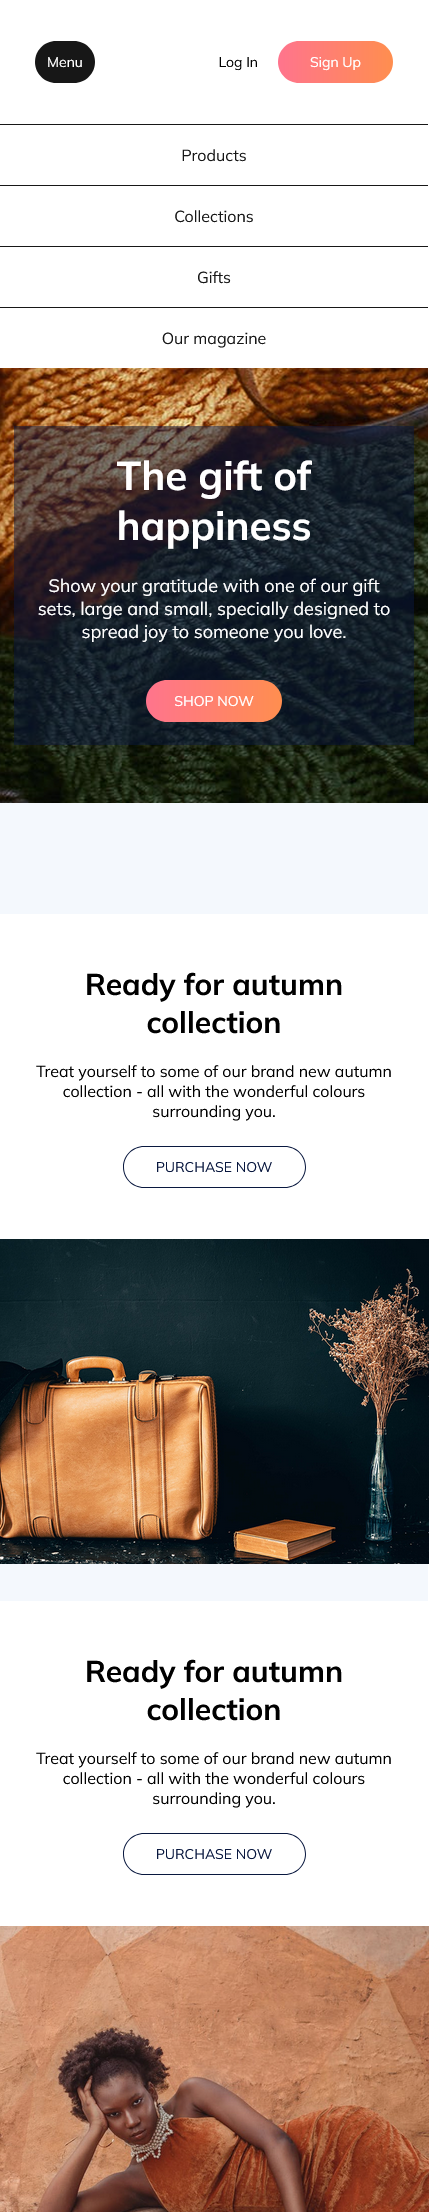 Menu
Log In
Sign Up
Products
Collections
Gifts
Our magazine
The gift of
happiness
Show your gratitude with one of our gift
sets, large and small, specially designed to
spread joy to someone you love.
SHOP NOW
Ready for autumn
collection
Treat yourself to some of our brand new autumn
collection - all with the wonderful colours
surrounding you.
PURCHASE NOW
Ready for autumn
collection
Treat yourself to some of our brand new autumn
collection - all with the wonderful colours
surrounding you.
PURCHASE NOW